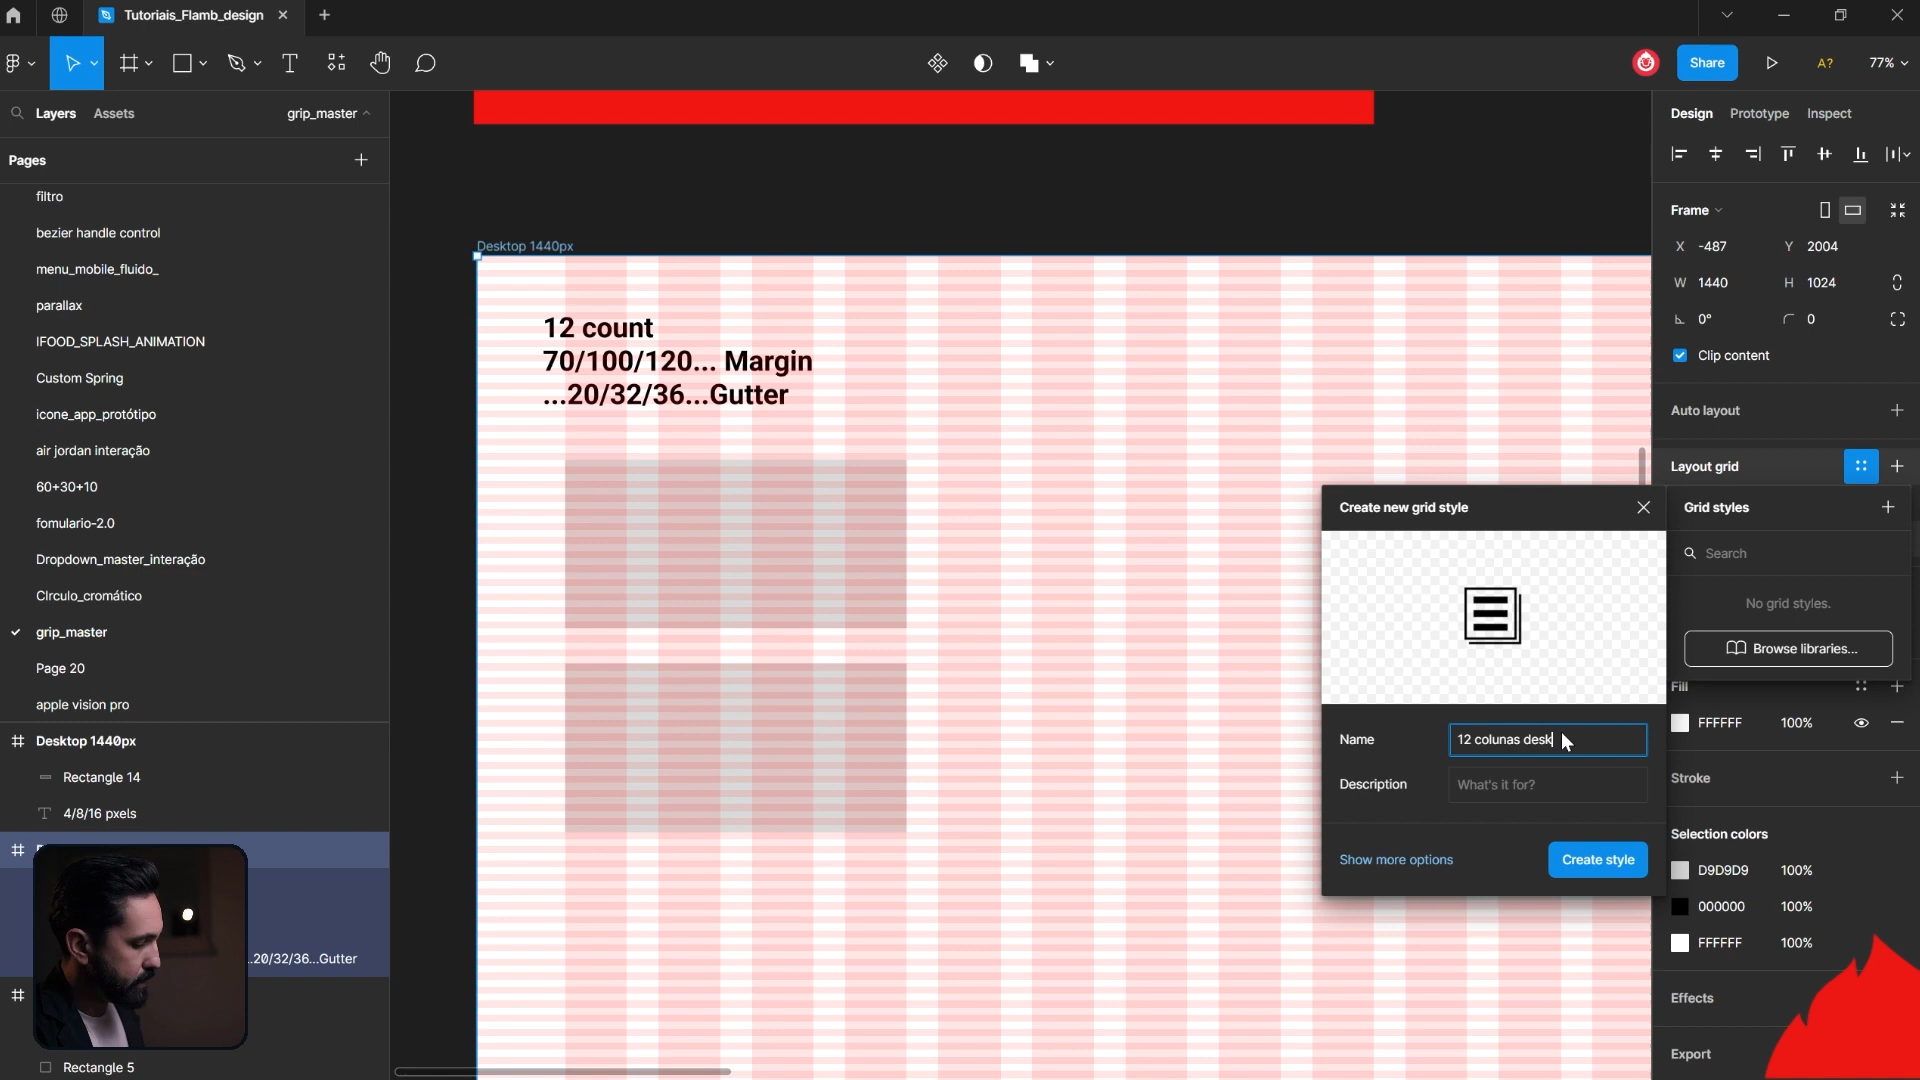 Tutoriais_Flamb_design
Share
A?
77%
Layers
Assets
grip_master
Pages
filtro
bezier handle control
menu_mobile_fluido_
parallax
IFOOD_SPLASH_ANIMATION
Custom Spring
icone_app_protótipo
air jordan interação
60+30+10
fomulario-2.0
Dropdown_master_interação
CIrculo_cromático
grip_master
Page 20
apple vision pro
Desktop 1440px
Rectangle 14
4/8/16 pxels
...20/32/36...Gutter
Rectangle 5
Desktop 1440px
12 count
70/100/120... Margin
...20/32/36...Gutter
Create new grid style
Name
12 colunas desk
Description
What's it for?
Show more options
Create style
Design
Prototype
Inspect
Frame
X -487
Y 2004
W 1440
H 1024
0°
0
Clip content
Auto layout
Layout grid
Grid styles
Search
No grid styles.
Browse libraries...
Fill
FFFFFF 100%
Stroke
Selection colors
D9D9D9 100%
000000 100%
FFFFFF 100%
Effects
Export